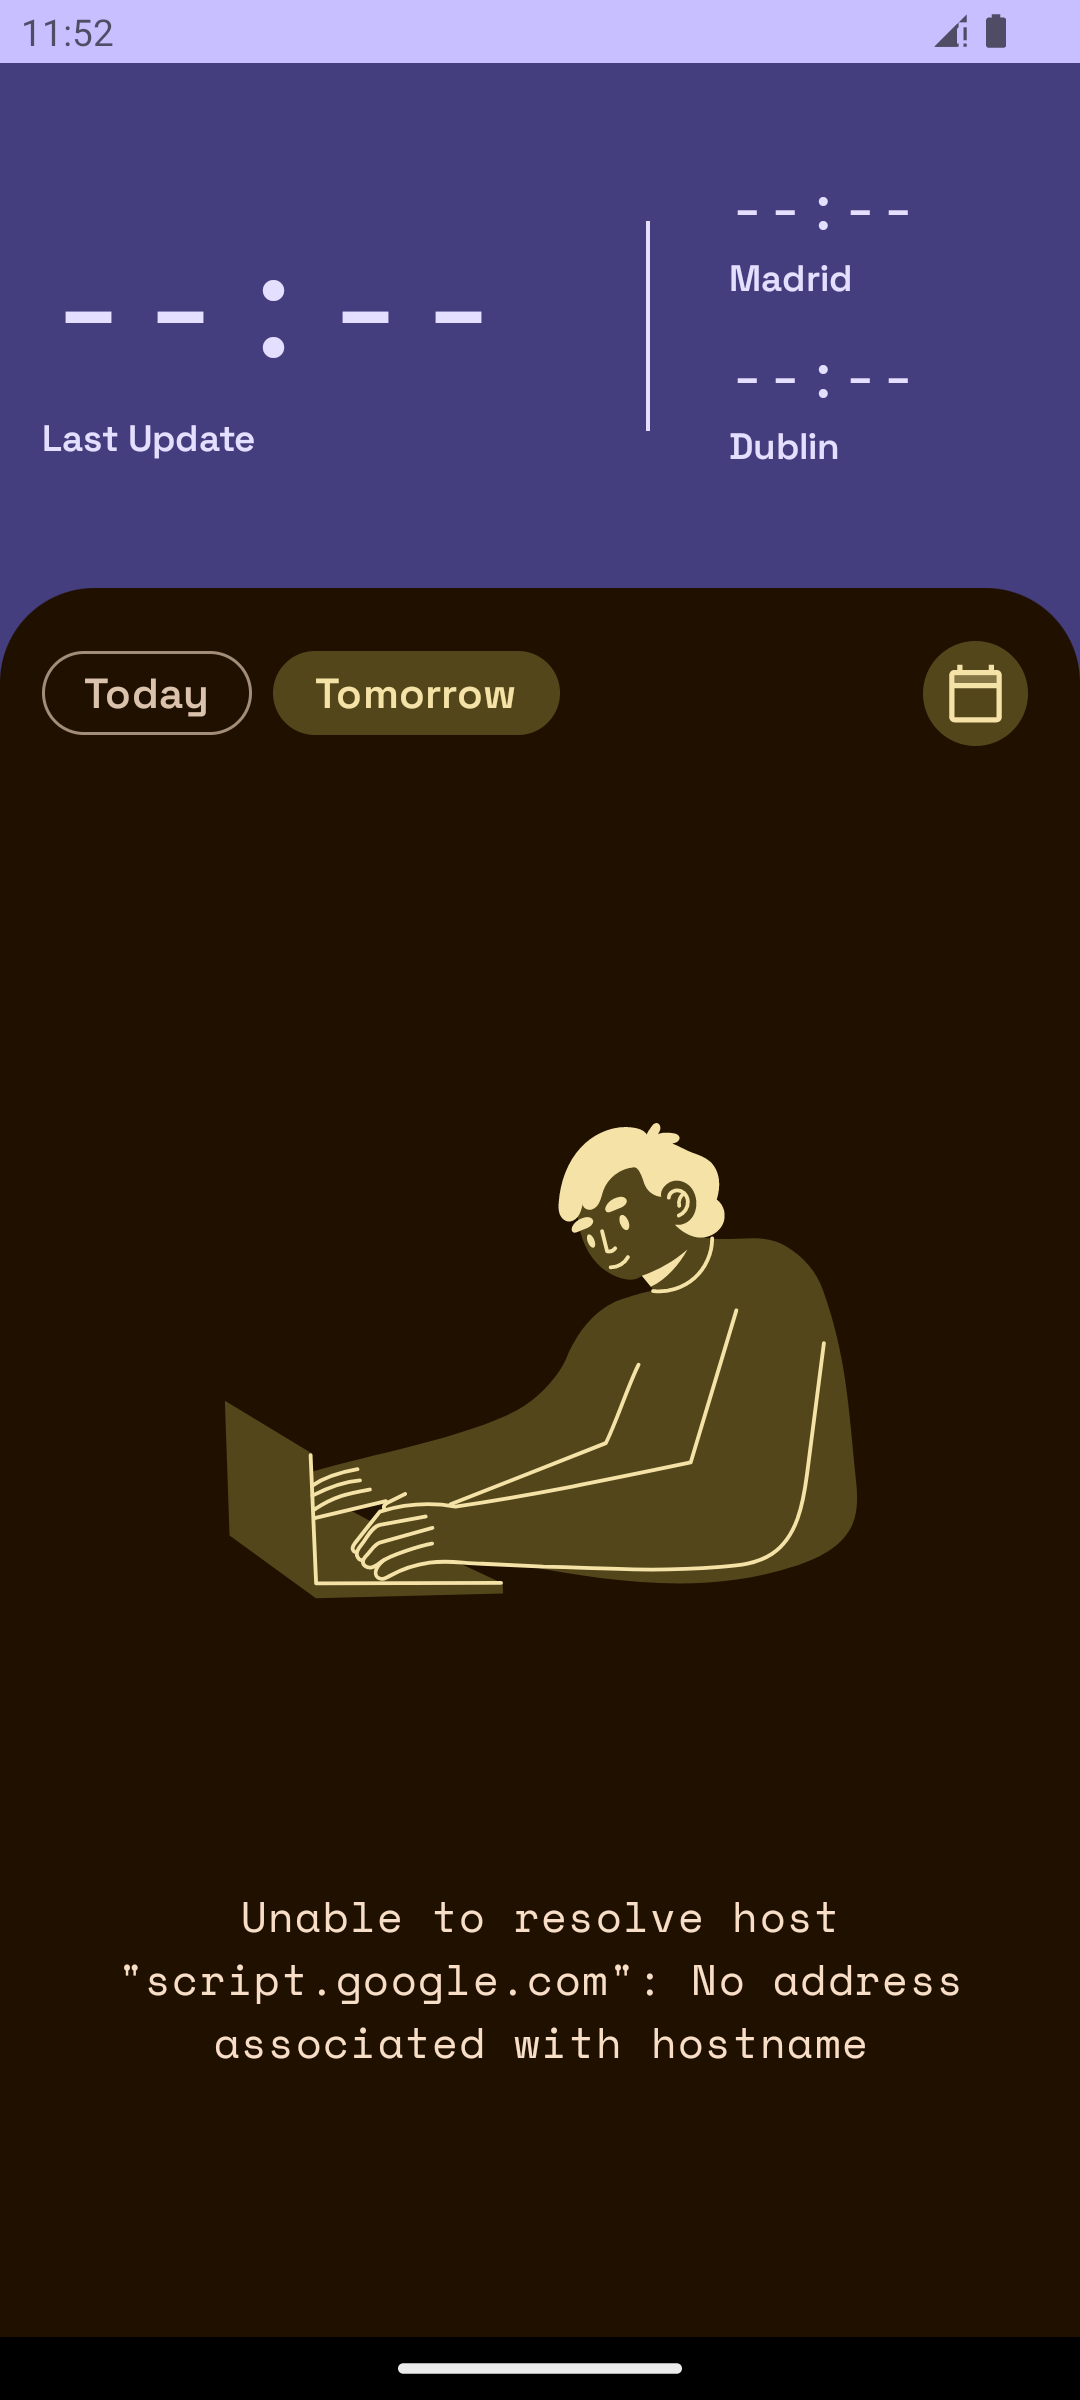 11:52
--:--
Last Update
--:--
Madrid
--:--
Dublin
Today
Tomorrow
Unable to resolve host
"script.google.com": No address
associated with hostname